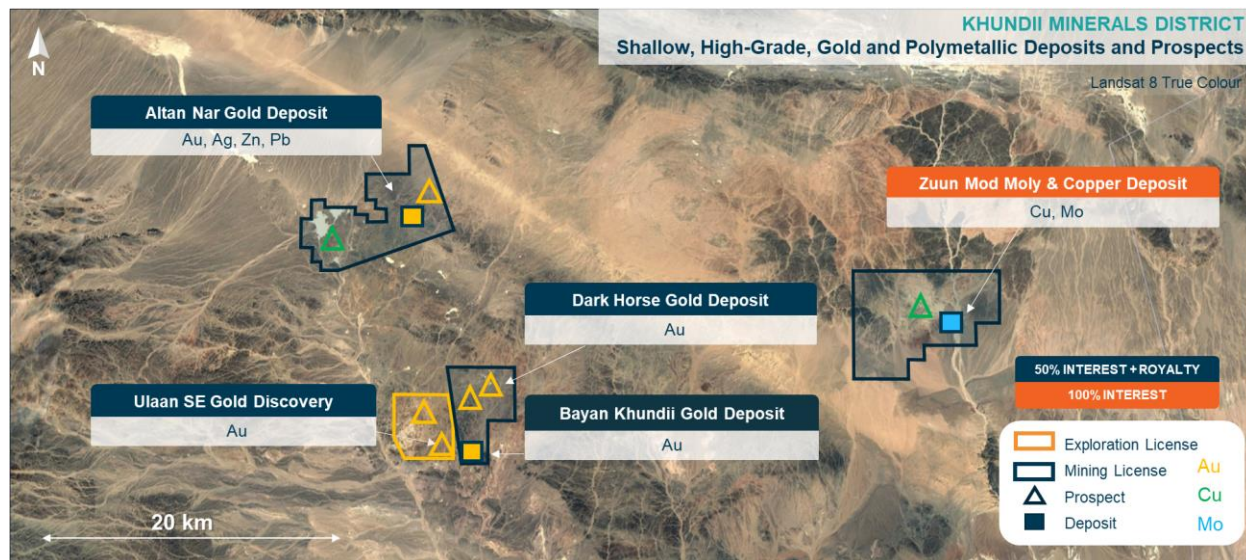 KHUNDII MINERALS DISTRICT
Shallow, High-Grade, Gold and Polymetallic Deposits and Prospects
Landsat 8 True Colour
N
Altan Nar Gold Deposit
Au, Ag, Zn, Pb
Zuun Mod Moly & Copper Deposit
Cu, Mo
Dark Horse Gold Deposit
Au
Ulaan SE Gold Discovery
Au
Bayan Khundii Gold Deposit
Au
50% INTEREST + ROYALTY
100% INTEREST
Exploration License
Mining License Au
Prospect Cu
Deposit Mo
20 km